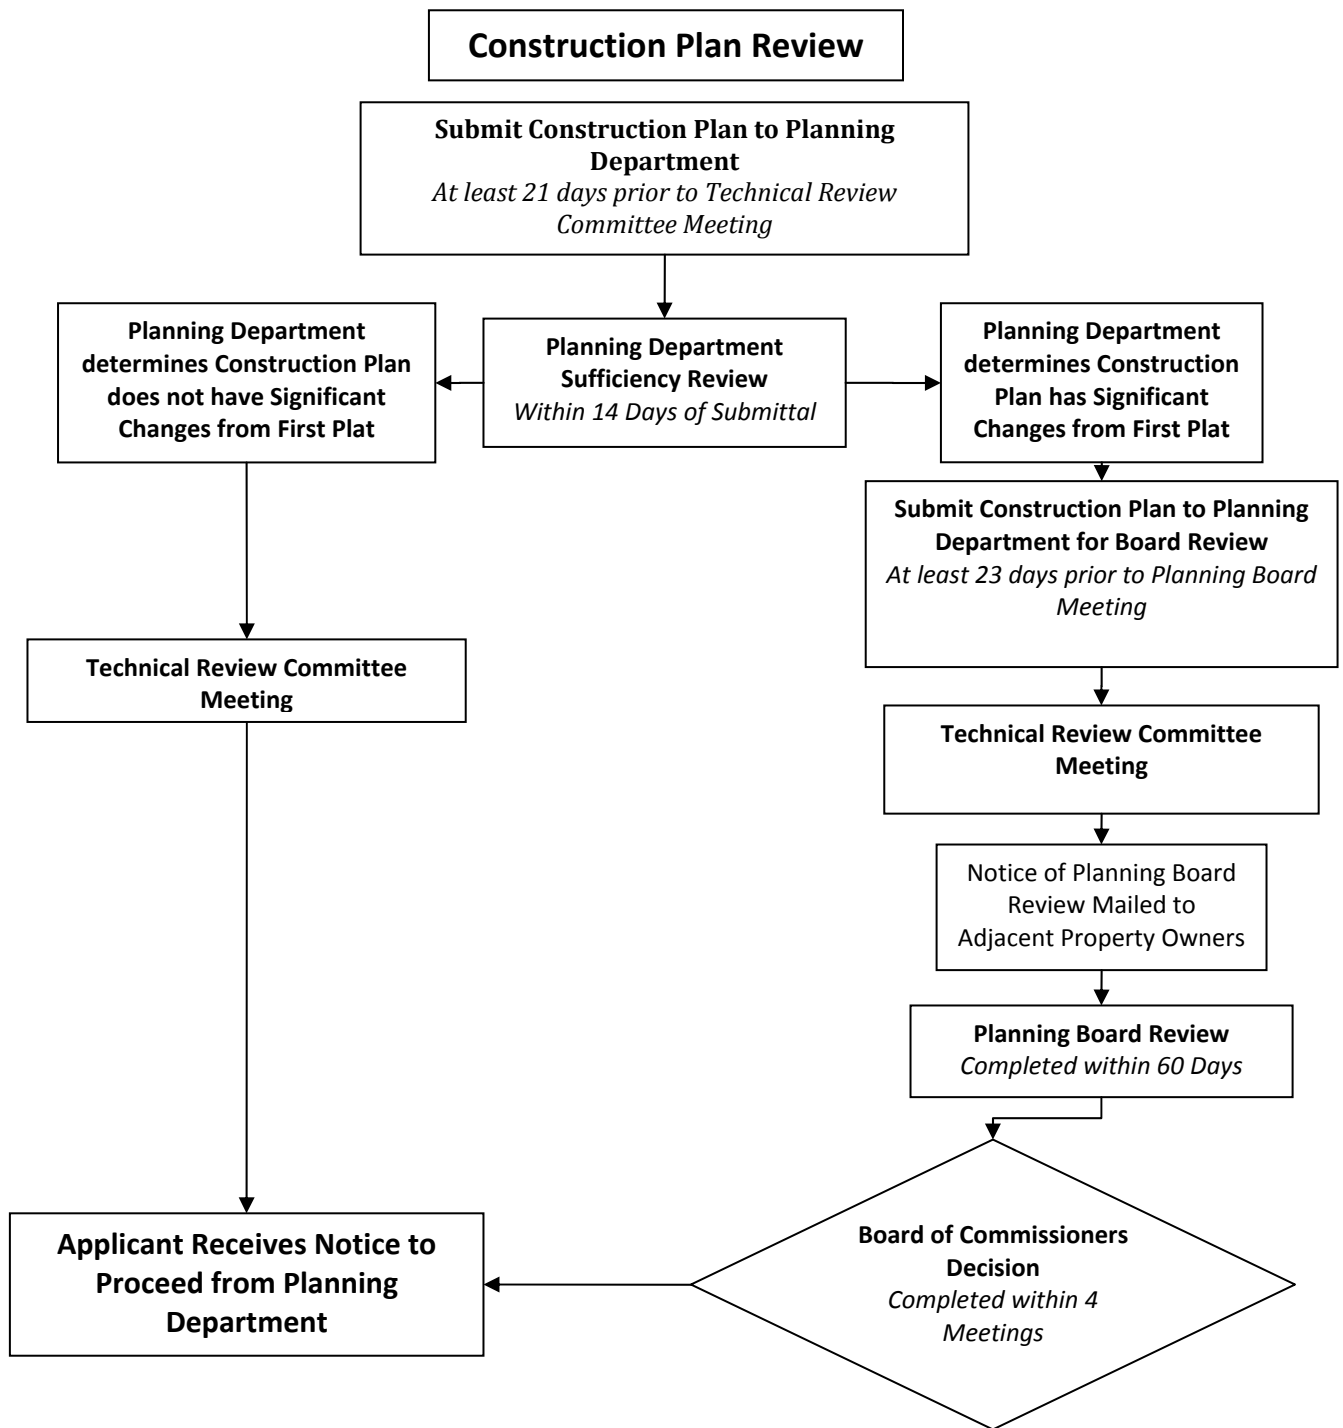 Construction Plan Review
Submit Construction Plan to Planning
Department
At least 21 days prior to Technical Review
Committee Meeting
Planning Department
determines Construction Plan
does not have Significant
Changes from First Plat
Planning Department
Sufficiency Review
Within 14 Days of Submittal
Planning Department
determines Construction
Plan has Significant
Changes from First Plat
Submit Construction Plan to Planning
Department for Board Review
At least 23 days prior to Planning Board
Meeting
Technical Review Committee
Meeting
Technical Review Committee
Meeting
Notice of Planning Board
Review Mailed to
Adjacent Property Owners
Planning Board Review
Completed within 60 Days
Board of Commissioners
Decision
Completed within 4
Meetings
Applicant Receives Notice to
Proceed from Planning
Department